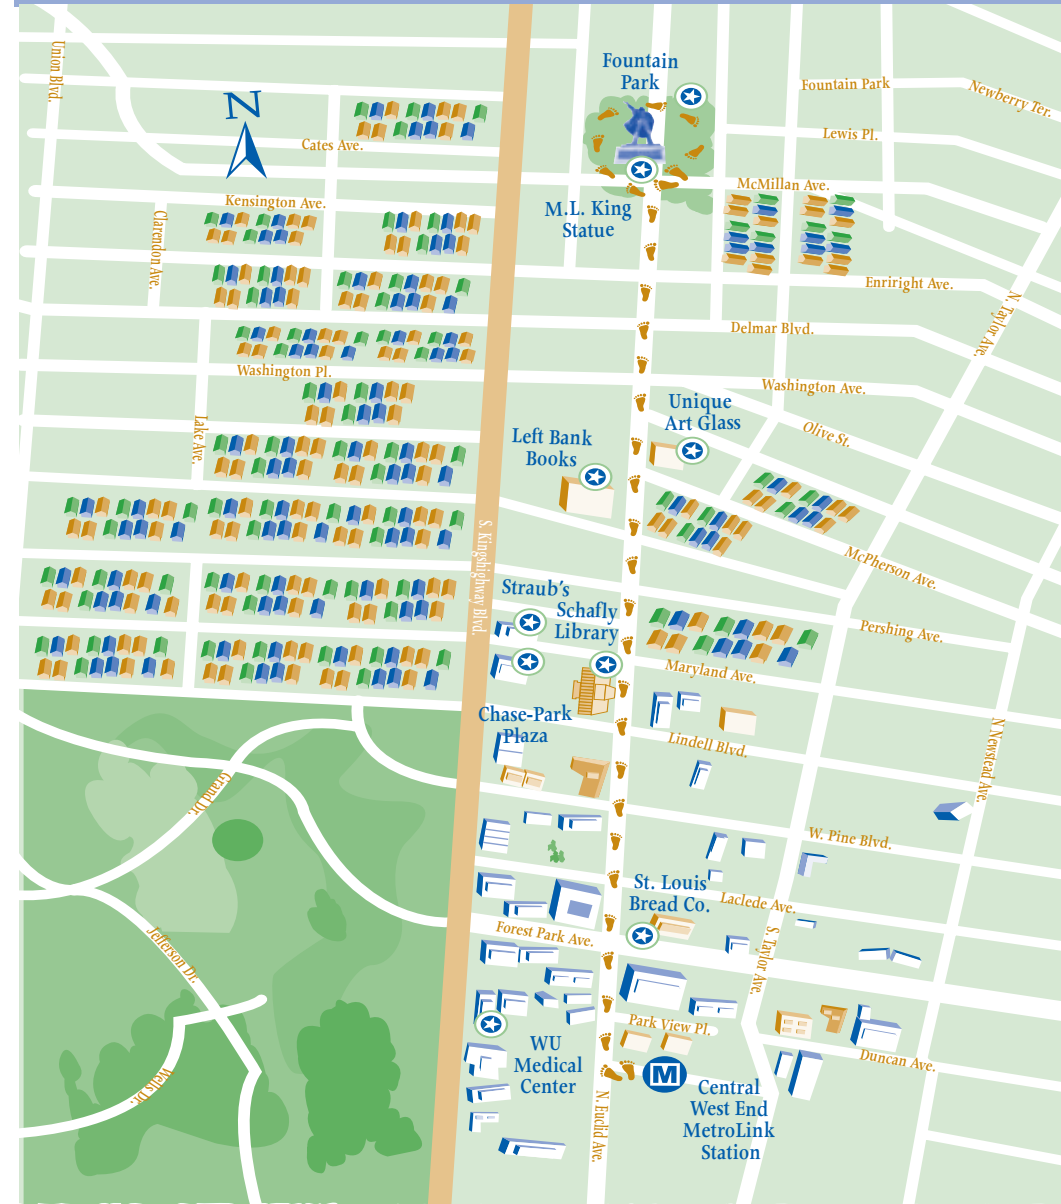 Union Blvd.
N
Cates Ave.
Kensington Ave.
Clarendon Ave.
Washington Pl.
Lake Ave.
S. Kingshighway Blvd.
Fountain
Park
M.L. King
Statue
Fountain Park
Newberry Ter.
Lewis Pl.
McMillan Ave.
Enriright Ave.
N. Taylor Ave.
Delmar Blvd.
Washington Ave.
Olive St.
Unique
Art Glass
Left Bank
Books
McPherson Ave.
Pershing Ave.
Straub's
Schafly
Library
Maryland Ave.
Chase-Park
Plaza
Lindell Blvd.
N Newstead Ave.
Grand Dr.
W. Pine Blvd.
St. Louis
Bread Co.
Laclede Ave.
Forest Park Ave.
S. Taylor Ave.
Jefferson Dr.
Park View Pl.
WU
Medical
Center
M
Central
West End
MetroLink
Station
Duncan Ave.
Wells Dr.
N. Euclid Ave.